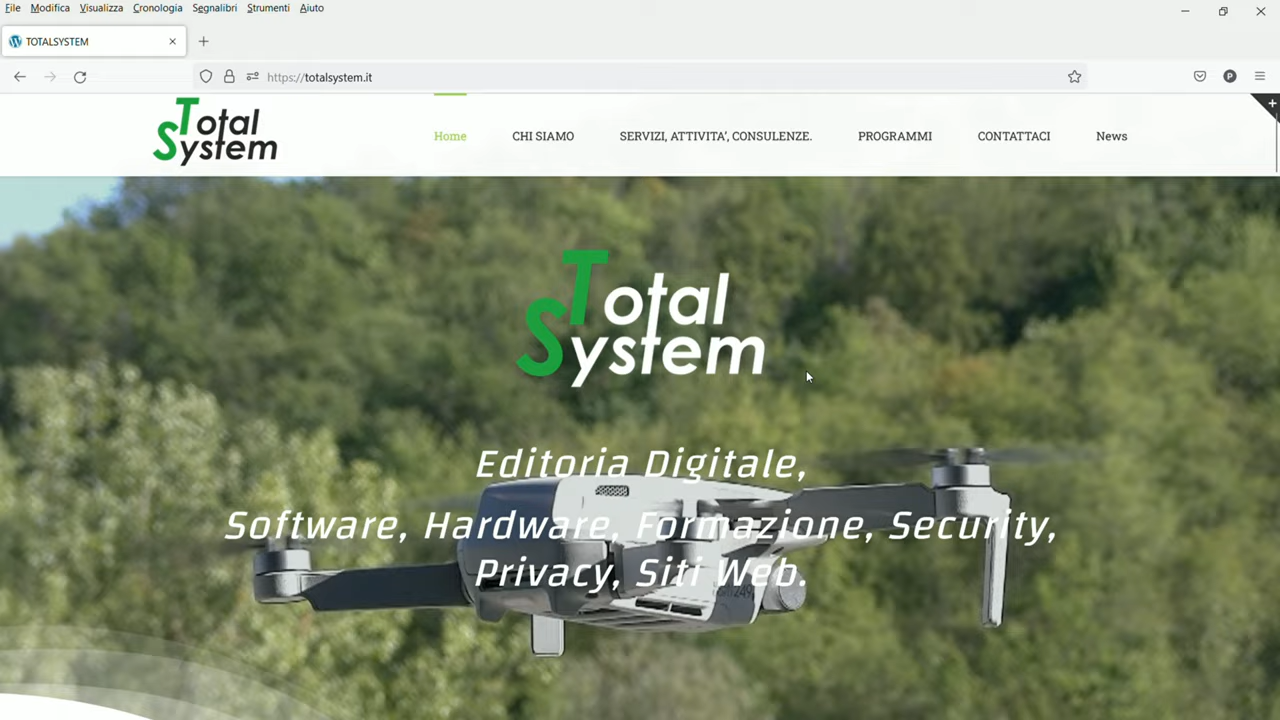 File Modifica Visualizza Cronologia Segnalibri Strumenti Aiuto
TOTALSYSTEM
https://totalsystem.it
P
Total
System
Home CHI SIAMO SERVIZI, ATTIVITA', CONSULENZE. PROGRAMMI CONTATTACI News
Total
System
Editoria Digitale,
Software, Hardware, Formazione, Security,
Privacy, Siti Web.